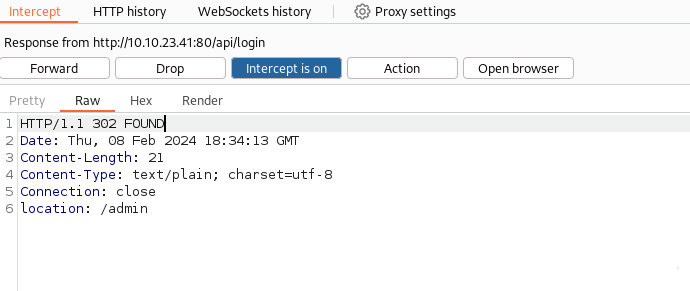 Intercept HTTP history WebSockets history Proxy settings
Response from http://10.10.23.41:80/api/login
Forward Drop Intercept is on Action Open browser
Pretty Raw Hex Render
1 HTTP/1.1 302 FOUND
2 Date: Thu, 08 Feb 2024 18:34:13 GMT
3 Content-Length: 21
4 Content-Type: text/plain; charset=utf-8
5 Connection: close
6 location: /admin